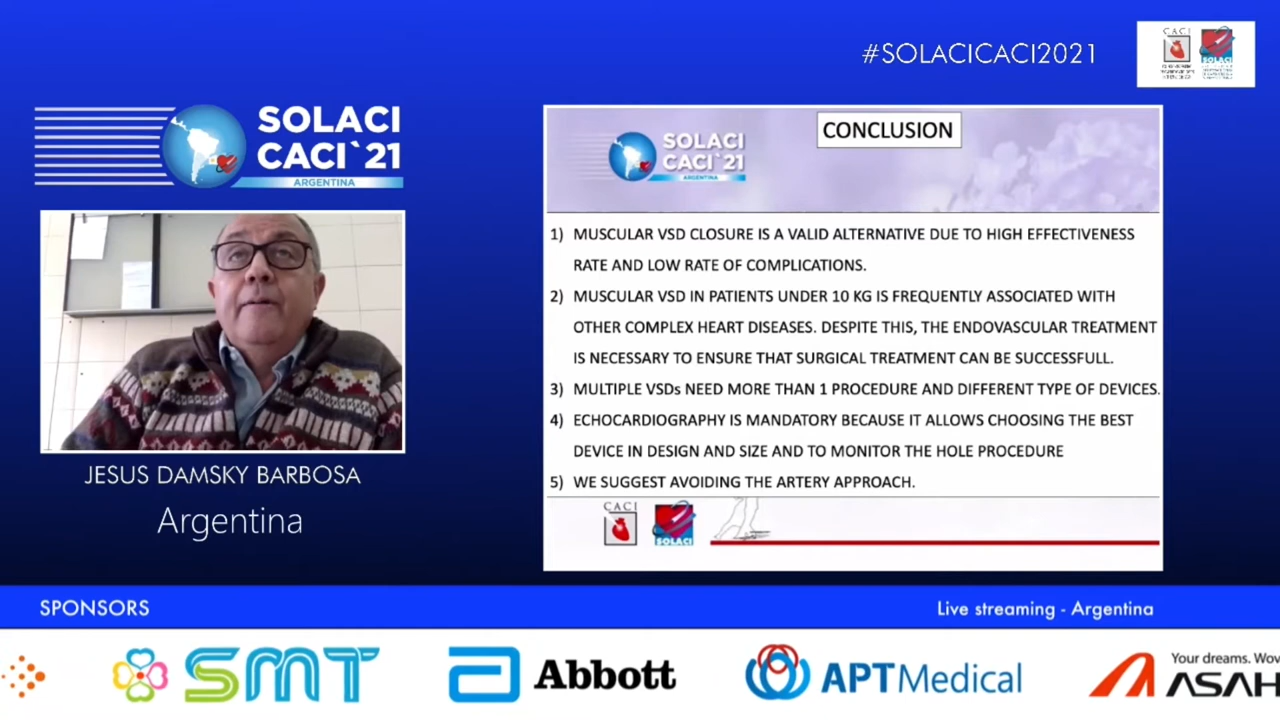 #SOLACICACI2021
CACI
SOLACI
SOLACI
CACI`21
ARGENTINA
JESUS DAMSKY BARBOSA
Argentina
SOLACI
CACI`21
ARGENTINA
CONCLUSION
1) MUSCULAR VSD CLOSURE IS A VALID ALTERNATIVE DUE TO HIGH EFFECTIVENESS
RATE AND LOW RATE OF COMPLICATIONS.
2) MUSCULAR VSD IN PATIENTS UNDER 10 KG IS FREQUENTLY ASSOCIATED WITH
OTHER COMPLEX HEART DISEASES. DESPITE THIS, THE ENDOVASCULAR TREATMENT
IS NECESSARY TO ENSURE THAT SURGICAL TREATMENT CAN BE SUCCESSFULL.
3) MULTIPLE VSDs NEED MORE THAN 1 PROCEDURE AND DIFFERENT TYPE OF DEVICES.
4) ECHOCARDIOGRAPHY IS MANDATORY BECAUSE IT ALLOWS CHOOSING THE BEST
DEVICE IN DESIGN AND SIZE AND TO MONITOR THE HOLE PROCEDURE
5) WE SUGGEST AVOIDING THE ARTERY APPROACH.
CACI
SOLACI
SPONSORS
Live streaming - Argentina
SMT
Abbott
APTMedical
Your dreams. Wov
ASAH